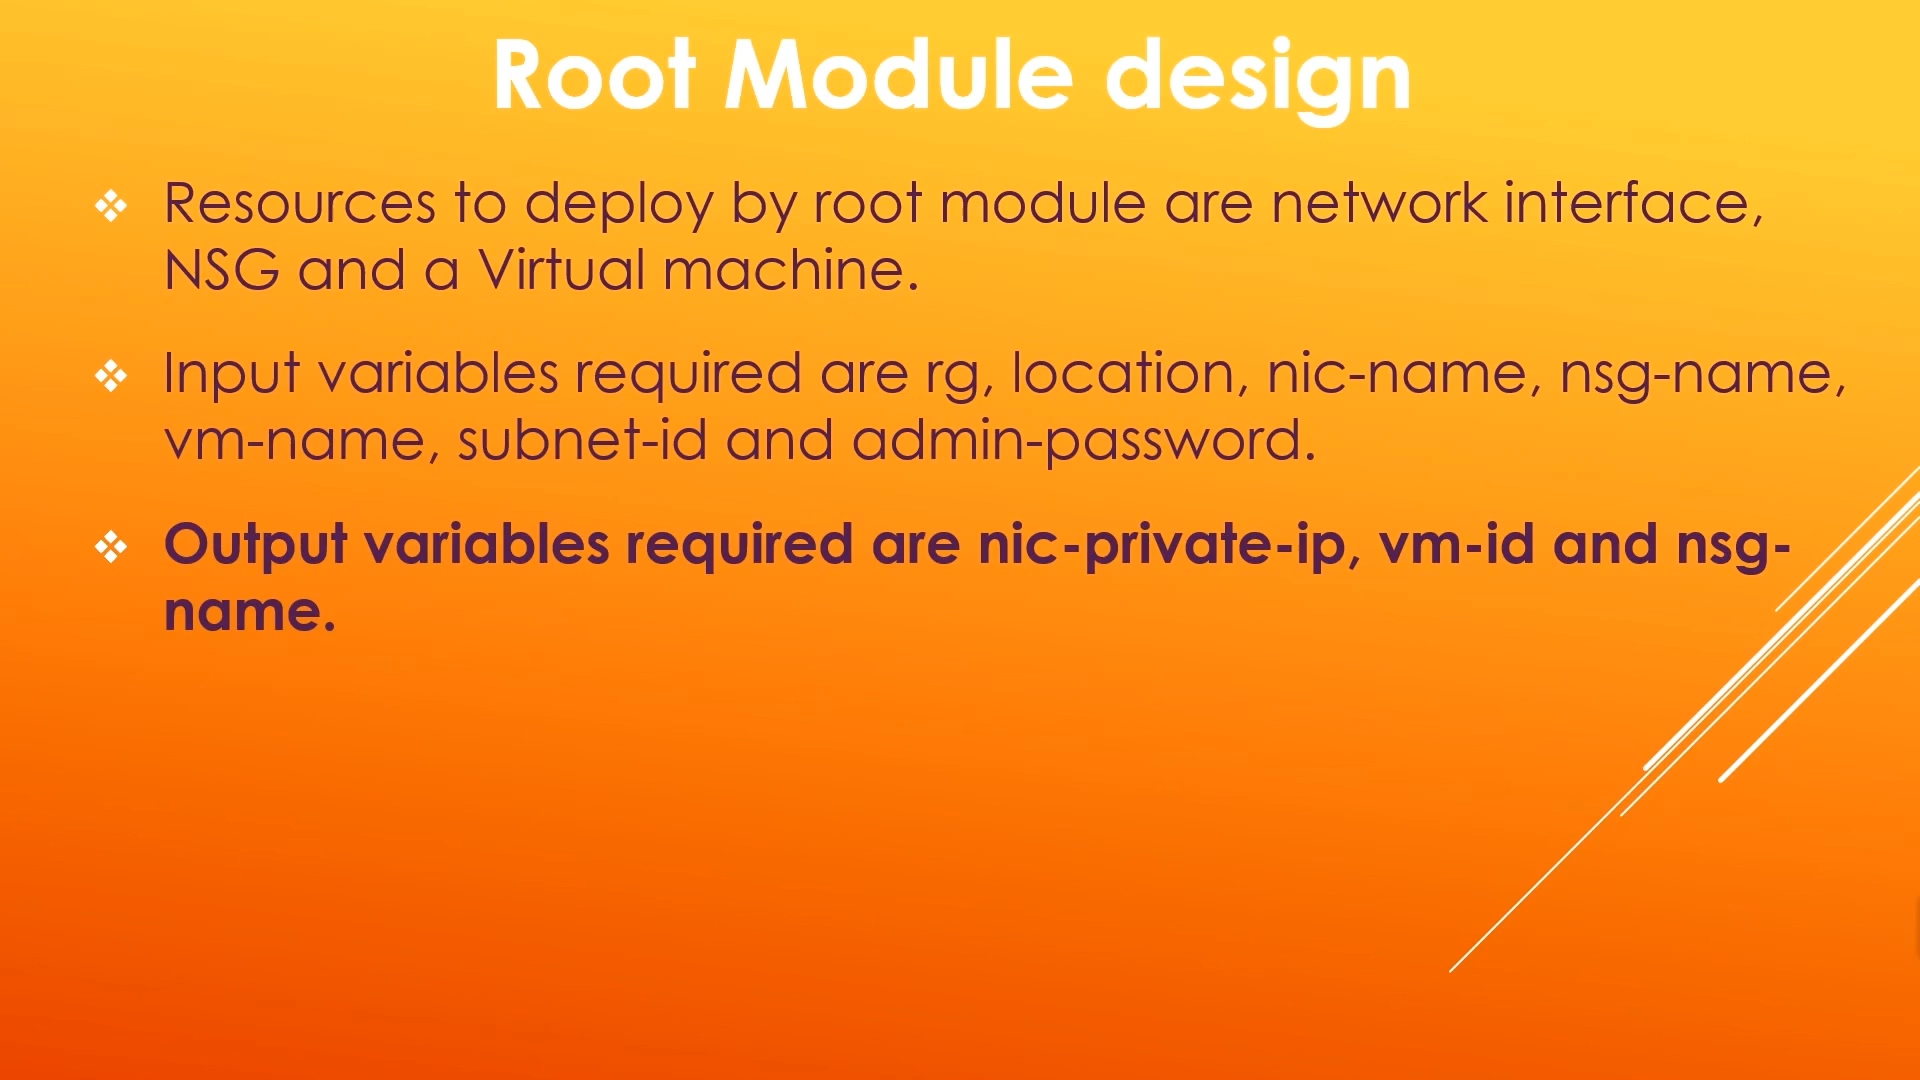 Root Module design
Resources to deploy by root module are network interface,
NSG and a Virtual machine.
Input variables required are rg, location, nic-name, nsg-name,
vm-name, subnet-id and admin-password.
Output variables required are nic-private-ip, vm-id and nsg-
name.